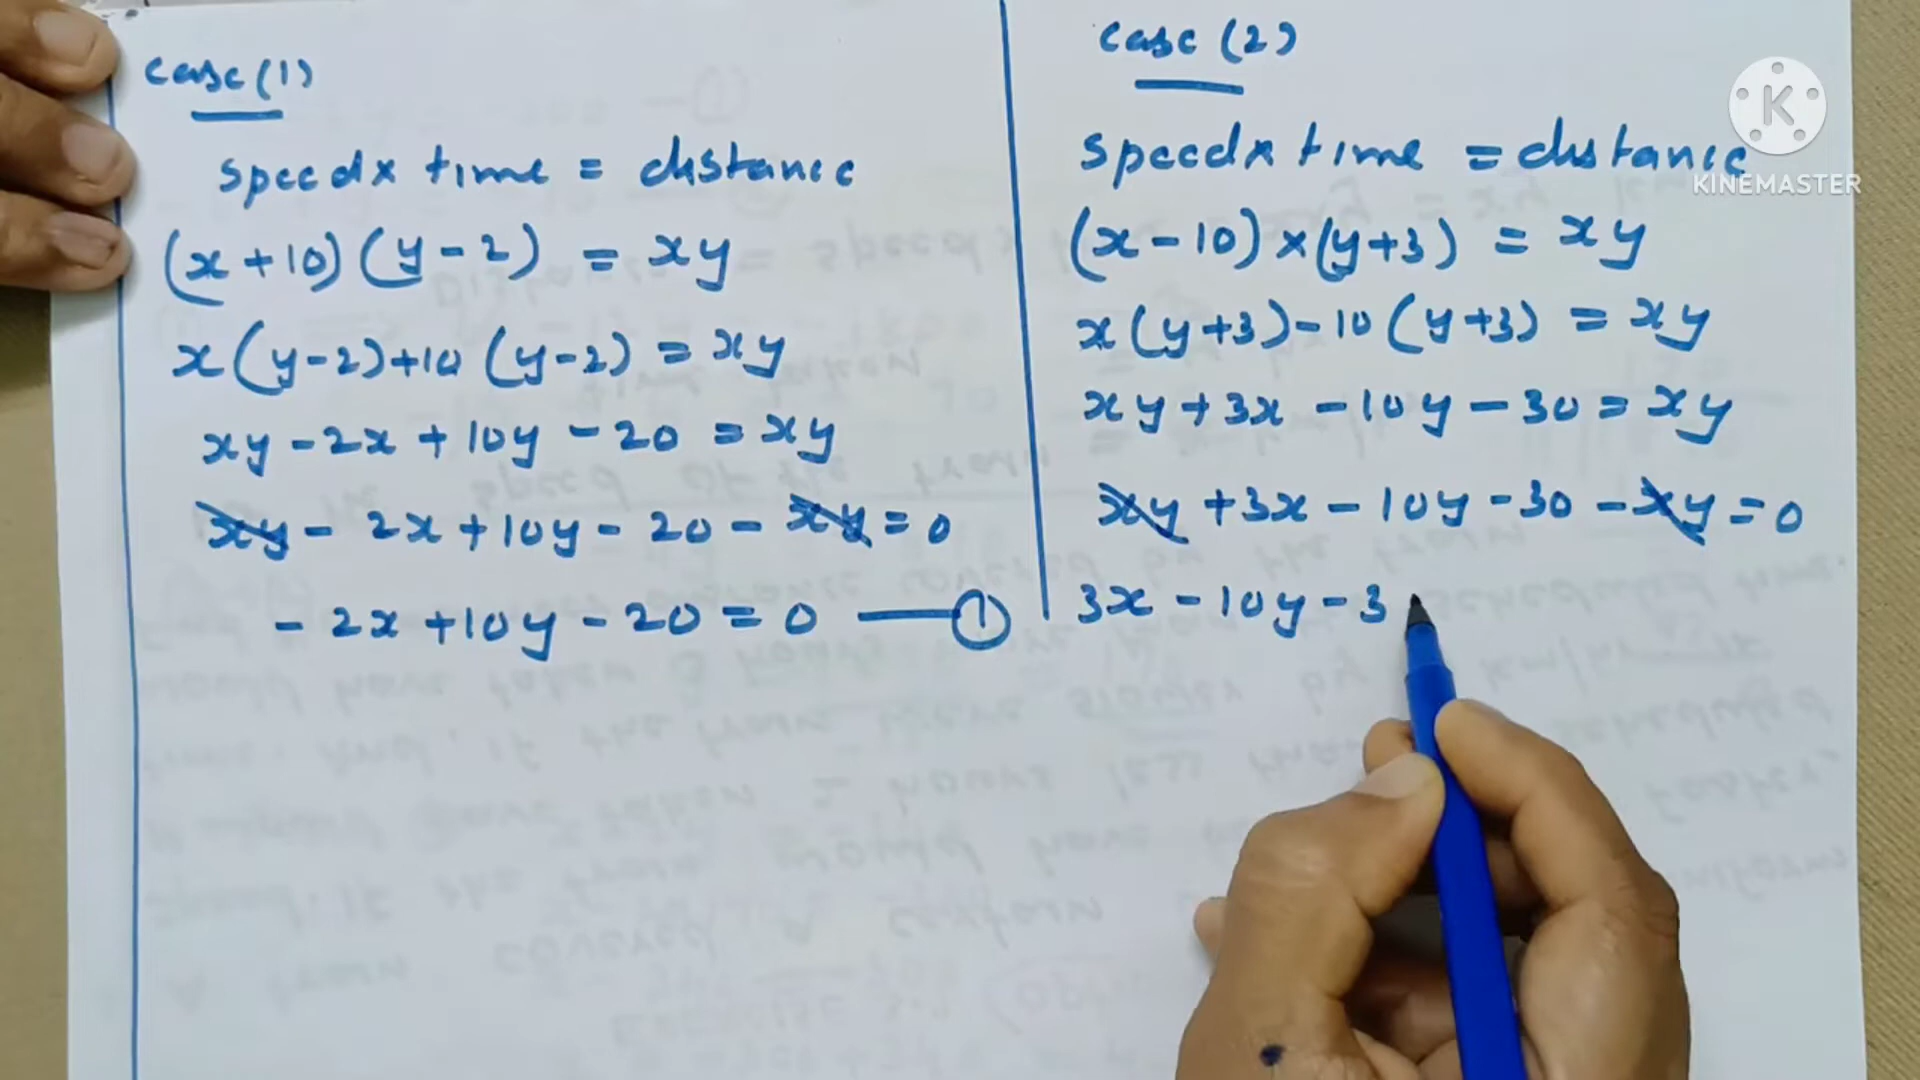 case (1)
speed x time = distance
(x + 10) (y - 2) = xy
x (y - 2) + 10 (y - 2) = xy
xy - 2x + 10y - 20 = xy
xy - 2x + 10y - 20 - xy = 0
- 2x + 10y - 20 = 0 — 1
case (2)
speed x time = distance
(x - 10) × (y + 3) = xy
x (y + 3) - 10 (y + 3) = xy
xy + 3x - 10y - 30 = xy
xy + 3x - 10y - 30 - xy = 0
3x - 10y - 3
K
KINEMASTER